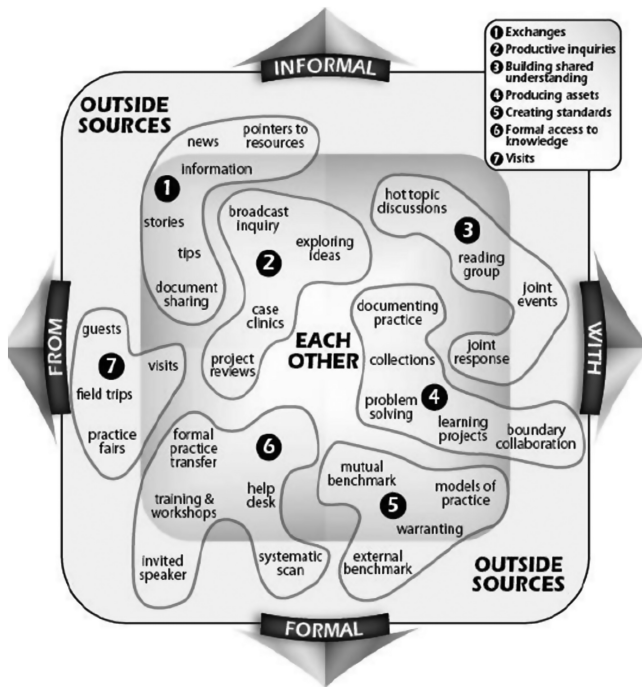 INFORMAL
1 Exchanges
2 Productive inquiries
3 Building shared
understanding
4 Producing assets
5 Creating standards
6 Formal access to
knowledge
7 Visits
OUTSIDE
SOURCES
news
pointers to
resources
information
1
stories
tips
document
sharing
broadcast
inquiry
2
exploring
ideas
case
clinics
project
reviews
hot topic
discussions
3
reading
group
joint
events
joint
response
FROM
WITH
guests
7
visits
field trips
practice
fairs
EACH
OTHER
documenting
practice
collections
problem
solving
4
learning
projects
boundary
collaboration
formal
practice
transfer
6
training &
workshops
help
desk
invited
speaker
systematic
scan
mutual
benchmark
5
models of
practice
warranting
external
benchmark
OUTSIDE
SOURCES
FORMAL